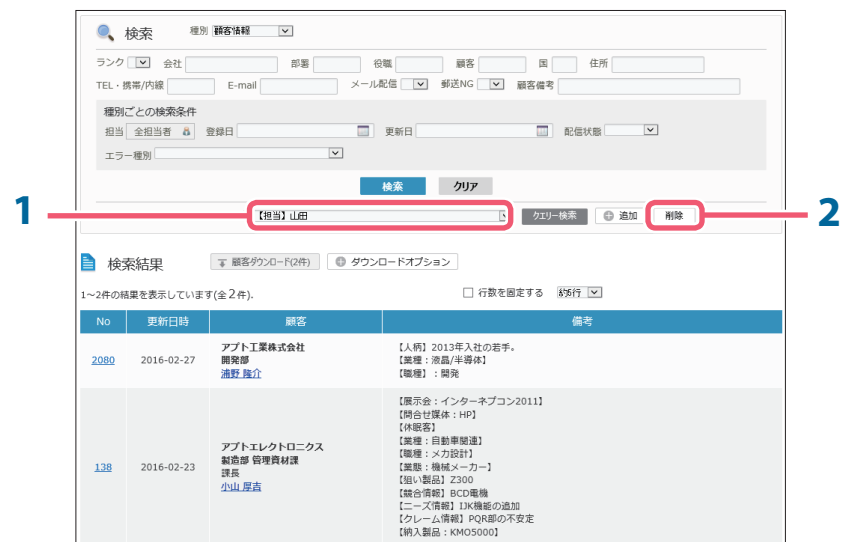 検索 種別 顧客情報
ランク 会社 部署 役職 顧客 国 住所
TEL・携帯/内線 E-mail メール配信 郵送NG 顧客備考
種別ごとの検索条件
担当 全担当者 登録日 更新日 配信状態
エラー種別
検索 クリア
1 【担当】山田 クエリー検索 追加 削除 2
検索結果 顧客ダウンロード(2件) ダウンロードオプション
1～2件の結果を表示しています(全2件). 行数を固定する 約5行
No 更新日時 顧客 備考
2080 2016-02-27
アプト工業株式会社
開発部
浦野 隆介
【人柄】2013年入社の若手。
【業種：液晶/半導体】
【職種】：開発
138 2016-02-23
アプトエレクトロニクス
製造部 管理資材課
課長
小山 厚吉
【展示会：インターネプコン2011】
【問合せ媒体：HP】
【休眠客】
【業種：自動車関連】
【職種：メカ設計】
【業態：機械メーカー】
【狙い製品】Z300
【競合情報】BCD電機
【ニーズ情報】IJK機能の追加
【クレーム情報】PQR部の不安定
【納入製品：KMO5000】